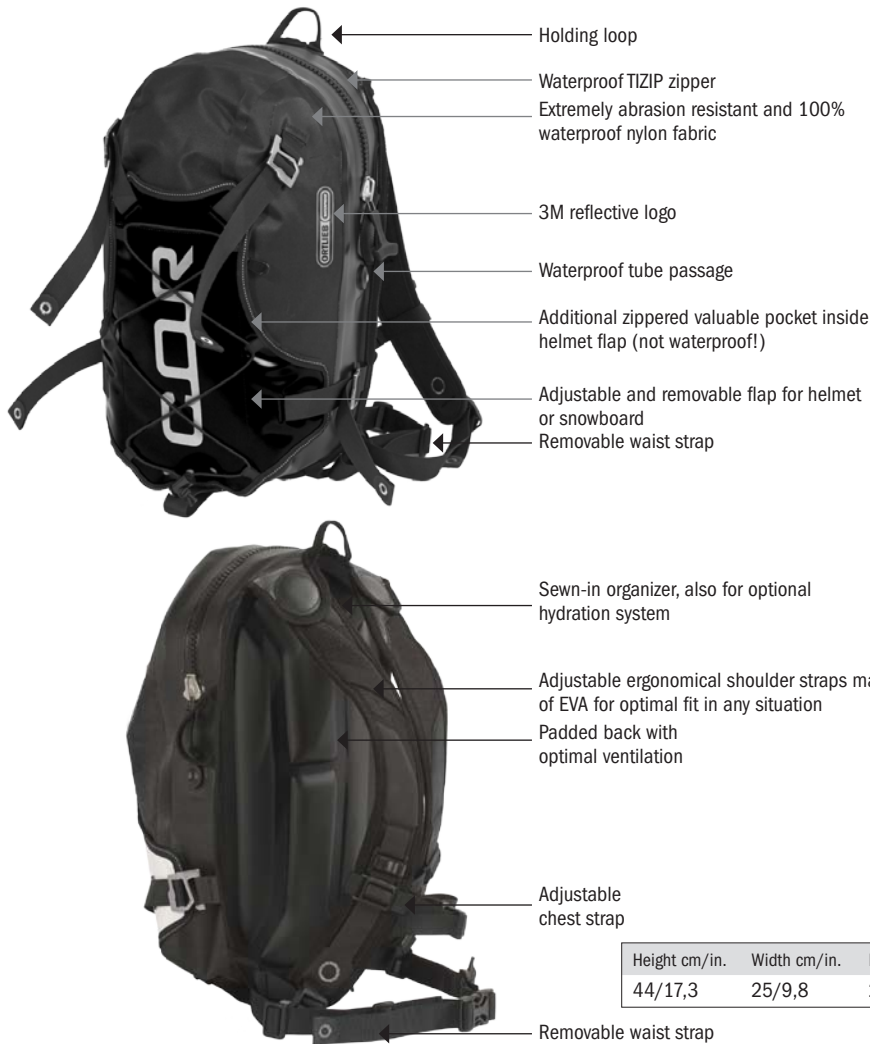 Holding loop
Waterproof TIZIP zipper
Extremely abrasion resistant and 100%
waterproof nylon fabric
3M reflective logo
ORTLIEB
Waterproof tube passage
Additional zippered valuable pocket inside
helmet flap (not waterproof!)
Adjustable and removable flap for helmet
or snowboard
Removable waist strap
COR
Sewn-in organizer, also for optional
hydration system
Adjustable ergonomical shoulder straps ma
of EVA for optimal fit in any situation
Padded back with
optimal ventilation
Adjustable
chest strap
Height cm/in. Width cm/in.
44/17,3 25/9,8
Removable waist strap